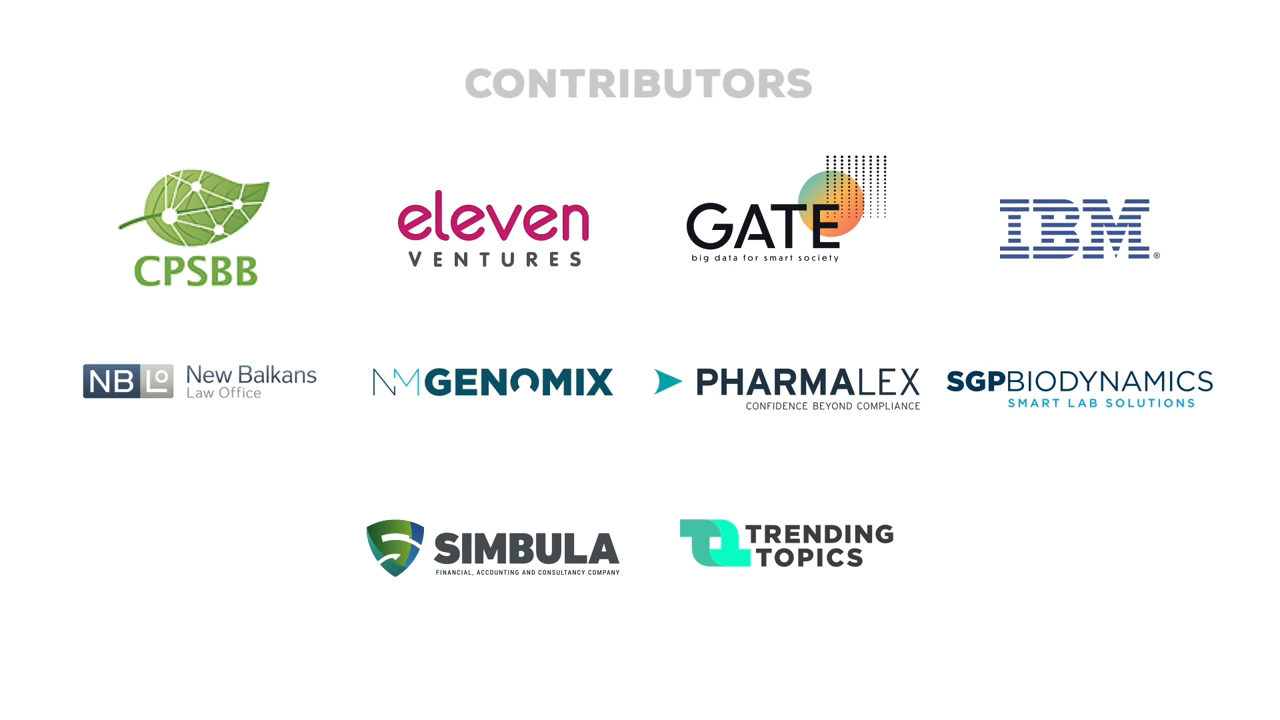 CONTRIBUTORS
CPSBB
eleven
VENTURES
GATE
big data for smart society
IBM®
NB LO New Balkans
Law Office
NMGENOMIX
PHARMALEX
CONFIDENCE BEYOND COMPLIANCE
SGPBIODYNAMICS
SMART LAB SOLUTIONS
SIMBULA
FINANCIAL, ACCOUNTING AND CONSULTANCY COMPANY
TRENDING
TOPICS